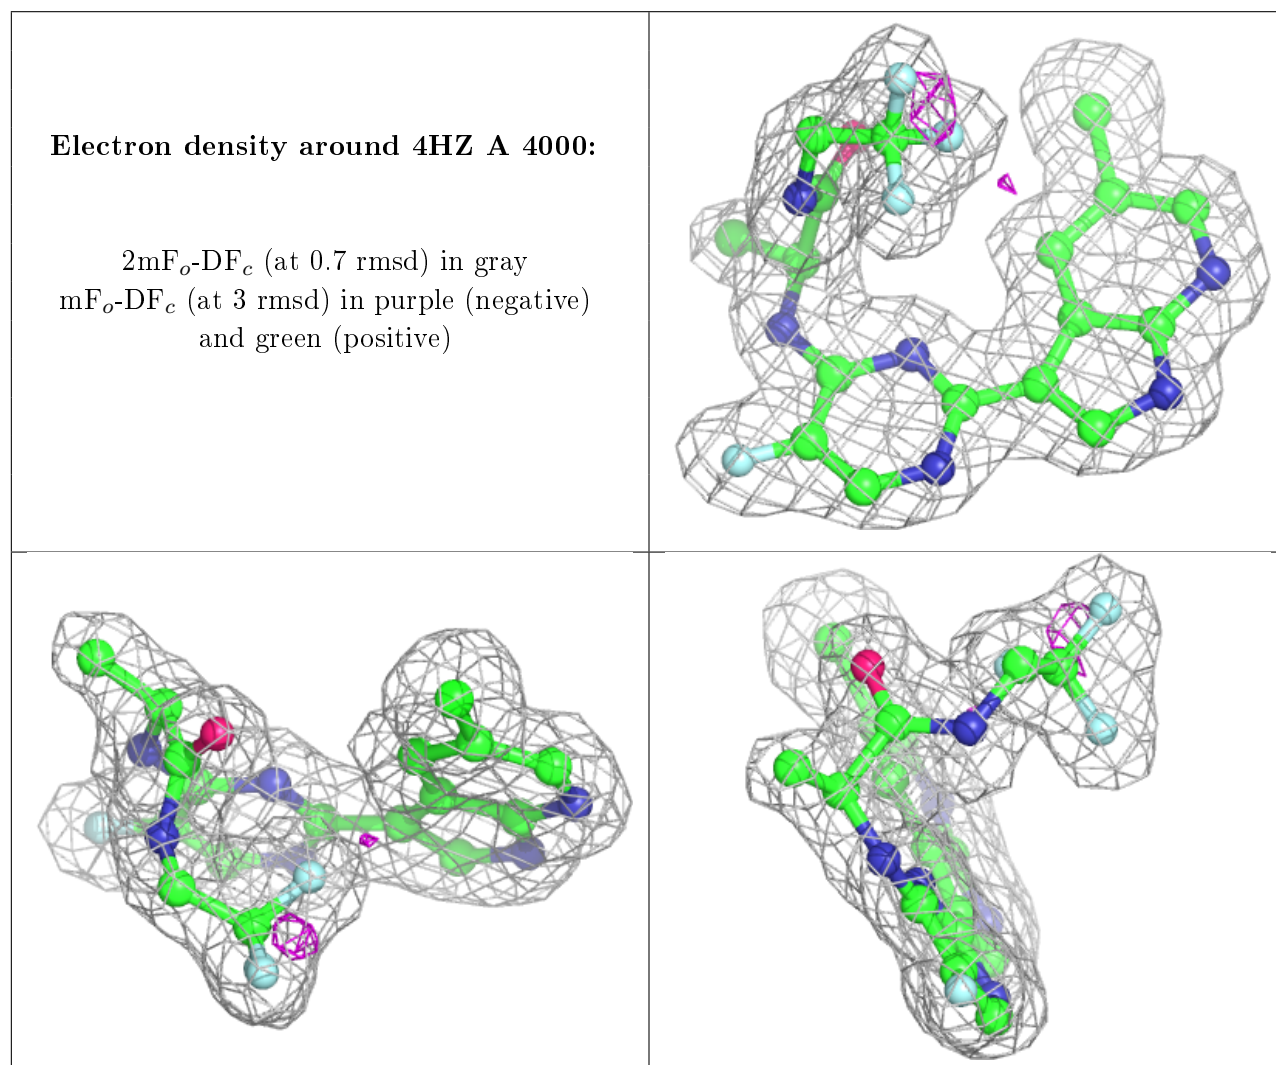 Electron density around 4HZ A 4000:
2mFo-DFc (at 0.7 rmsd) in gray
mFo-DFc (at 3 rmsd) in purple (negative)
and green (positive)